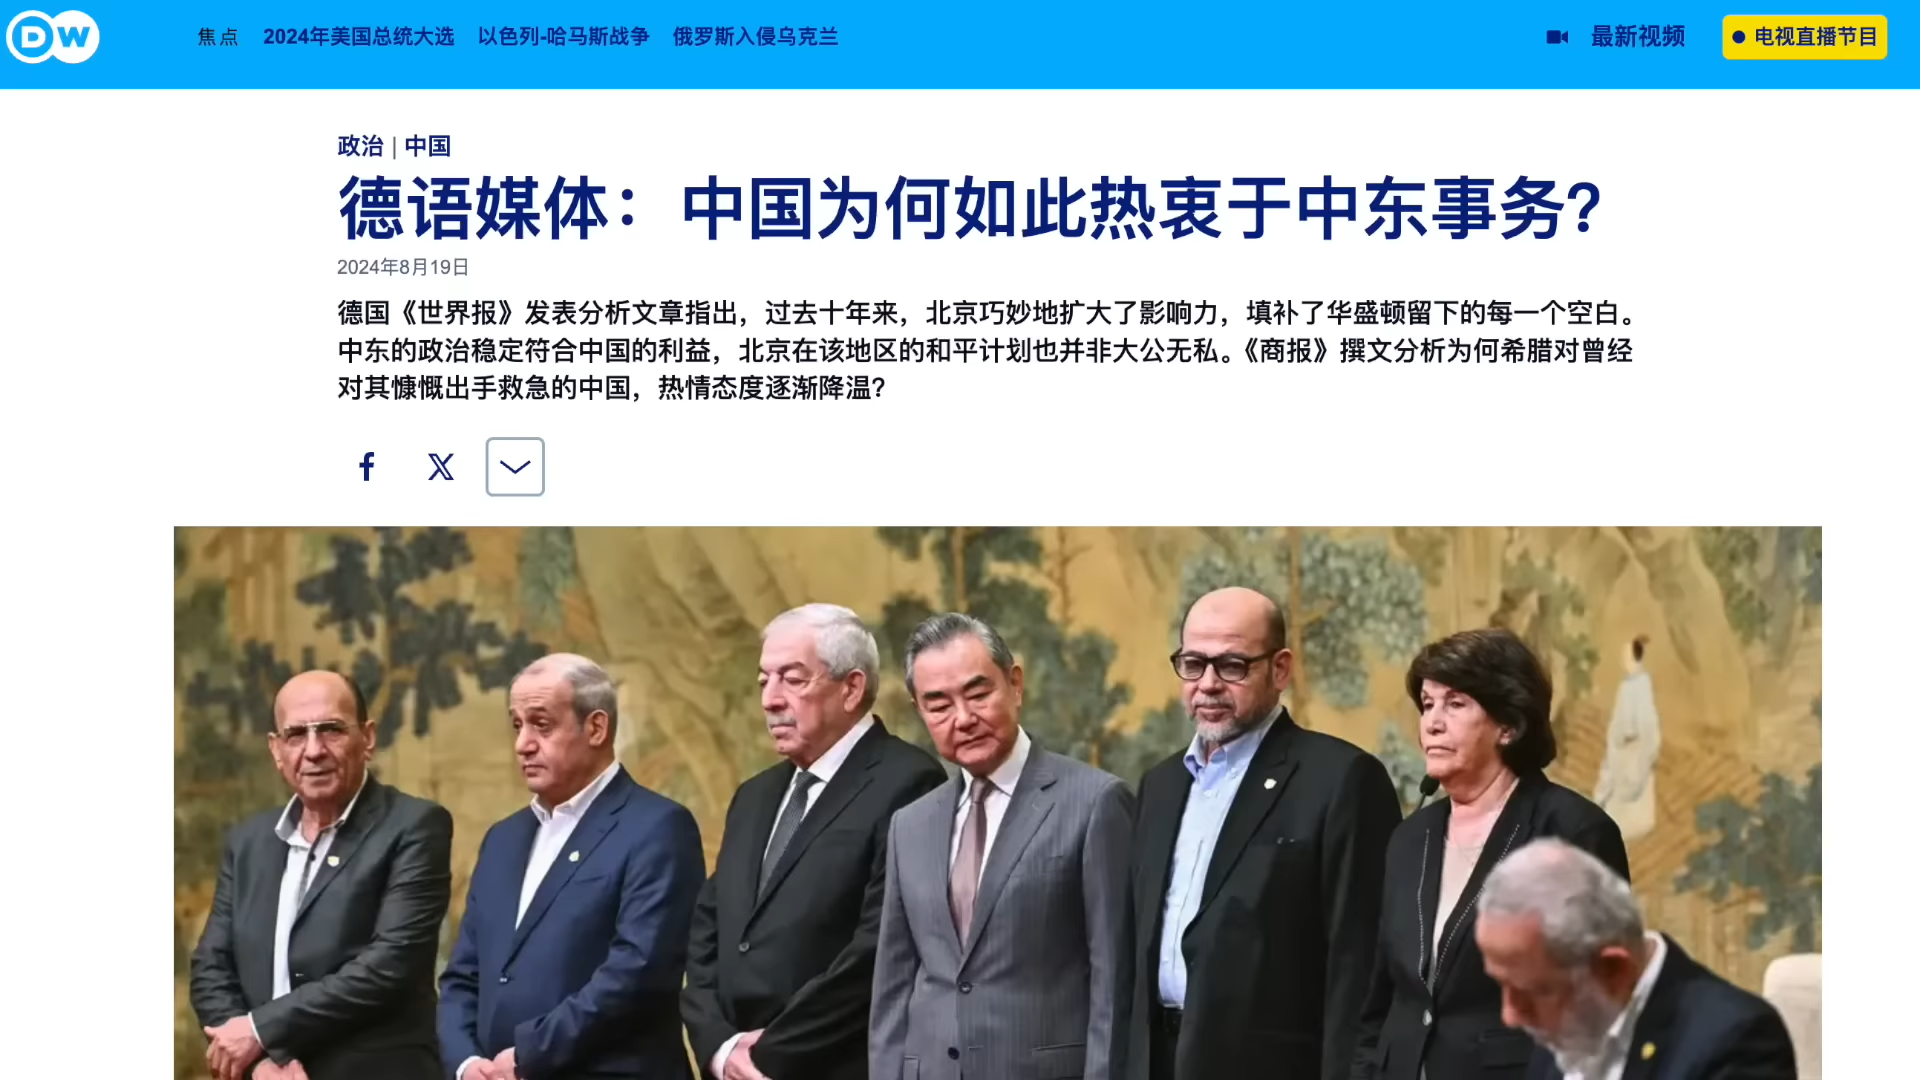 DW
焦点 2024年美国总统大选 以色列-哈马斯战争 俄罗斯入侵乌克兰 最新视频 电视直播节目
政治 | 中国
德语媒体：中国为何如此热衷于中东事务？
2024年8月19日
德国《世界报》发表分析文章指出，过去十年来，北京巧妙地扩大了影响力，填补了华盛顿留下的每一个空白。
中东的政治稳定符合中国的利益，北京在该地区的和平计划也并非大公无私。《商报》撰文分析为何希腊对曾经
对其慷慨出手救急的中国，热情态度逐渐降温？